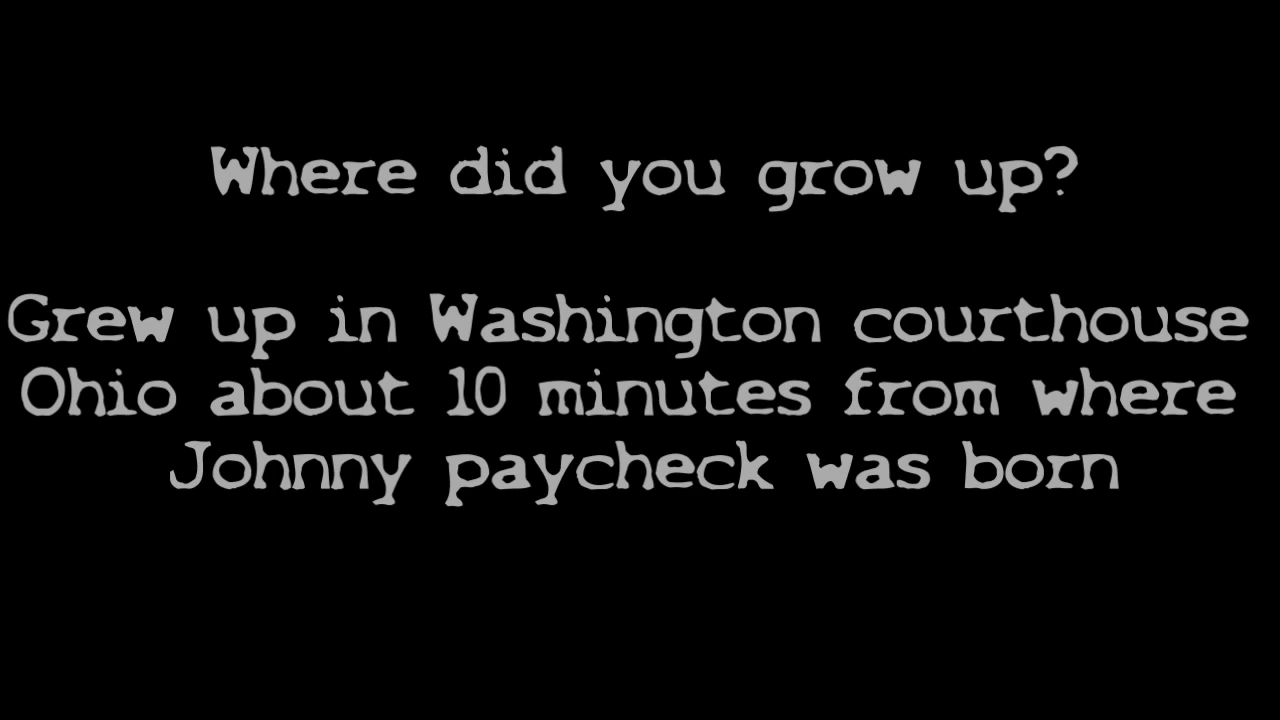 Where did you grow up?
Grew up in Washington courthouse
Ohio about 10 minutes from where
Johnny paycheck was born